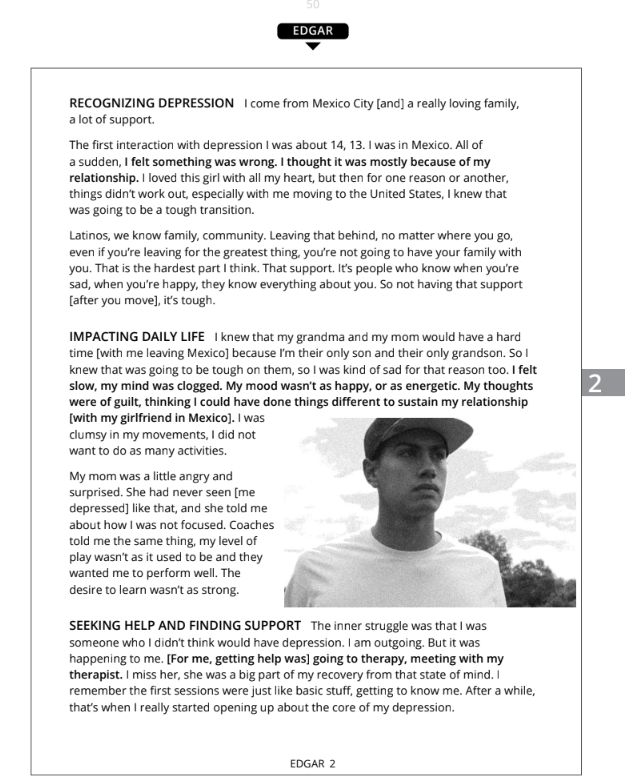 50
EDGAR
RECOGNIZING DEPRESSION I come from Mexico City [and] a really loving family,
a lot of support.
The first interaction with depression I was about 14, 13. I was in Mexico. All of
a sudden, I felt something was wrong. I thought it was mostly because of my
relationship. I loved this girl with all my heart, but then for one reason or another,
things didn't work out, especially with me moving to the United States, I knew that
was going to be a tough transition.
Latinos, we know family, community. Leaving that behind, no matter where you go,
even if you're leaving for the greatest thing, you're not going to have your family with
you. That is the hardest part I think. That support. It's people who know when you're
sad, when you're happy, they know everything about you. So not having that support
[after you move], it's tough.
IMPACTING DAILY LIFE I knew that my grandma and my mom would have a hard
time [with me leaving Mexico] because I'm their only son and their only grandson. So I
knew that was going to be tough on them, so I was kind of sad for that reason too. I felt
slow, my mind was clogged. My mood wasn't as happy, or as energetic. My thoughts
were of guilt, thinking I could have done things different to sustain my relationship
[with my girlfriend in Mexico]. I was
clumsy in my movements, I did not
want to do as many activities.
My mom was a little angry and
surprised. She had never seen [me
depressed] like that, and she told me
about how I was not focused. Coaches
told me the same thing, my level of
play wasn't as it used to be and they
wanted me to perform well. The
desire to learn wasn't as strong.
SEEKING HELP AND FINDING SUPPORT The inner struggle was that I was
someone who I didn't think would have depression. I am outgoing. But it was
happening to me. [For me, getting help was] going to therapy, meeting with my
therapist. I miss her, she was a big part of my recovery from that state of mind. I
remember the first sessions were just like basic stuff, getting to know me. After a while,
that's when I really started opening up about the core of my depression.
2
EDGAR 2